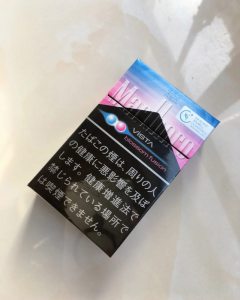 Marlboro
VISTA
blossom fusion
たばこの煙は、周りの人
の健康に悪影響を及ぼ
します。健康増進法で
禁じられている場所で
は喫煙できません。